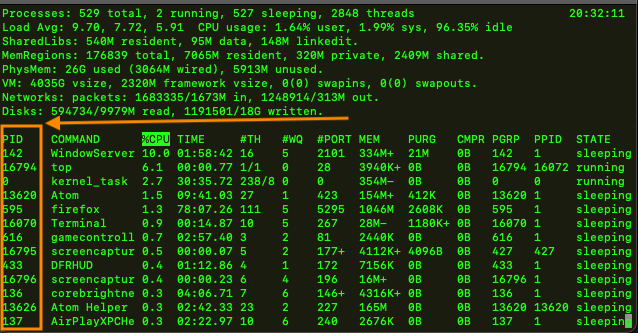 Processes: 529 total, 2 running, 527 sleeping, 2848 threads 20:32:11
Load Avg: 9.70, 7.72, 5.91 CPU usage: 1.64% user, 1.99% sys, 96.35% idle
SharedLibs: 540M resident, 95M data, 148M linkedit.
MemRegions: 176839 total, 7065M resident, 320M private, 2409M shared.
PhysMem: 26G used (3064M wired), 5913M unused.
VM: 4035G vsize, 2320M framework vsize, 0(0) swapins, 0(0) swapouts.
Networks: packets: 1683335/1673M in, 1248914/313M out.
Disks: 594734/9979M read, 1191501/18G written.
PID COMMAND %CPU TIME #TH #WQ #PORT MEM PURG CMPR PGRP PPID STATE
142 WindowServer 10.0 01:58:42 16 5 2101 334M+ 21M 0B 142 1 sleeping
16794 top 6.1 00:00.77 1/1 0 28 3940K+ 0B 0B 16794 16072 running
0 kernel_task 2.7 30:35.72 238/8 0 0 354M- 0B 0B 0 0 running
13620 Atom 1.5 09:41.03 27 1 423 154M+ 412K 0B 13620 1 sleeping
595 firefox 1.3 78:07.26 111 5 5295 1046M 2608K 0B 595 1 sleeping
16070 Terminal 0.9 00:14.87 10 5 267 28M- 1180K+ 0B 16070 1 sleeping
616 gamecontroll 0.7 02:57.40 3 2 81 2440K 0B 0B 616 1 sleeping
16795 screencaptur 0.5 00:00.07 5 2 177+ 4112K+ 4096B 0B 427 427 sleeping
433 DFRHUD 0.4 01:12.86 4 1 172 7156K 0B 0B 433 1 sleeping
16796 screencaptur 0.4 00:00.23 6 4 196 16M+ 0B 0B 16796 1 sleeping
136 corebrightne 0.3 04:06.71 7 6 146+ 4316K+ 0B 0B 136 1 sleeping
13626 Atom Helper 0.3 02:42.33 23 2 227 165M 0B 0B 13620 13620 sleeping
137 AirPlayXPCHe 0.3 02:22.97 10 6 240 2676K 0B 0B 137 1 sleeping